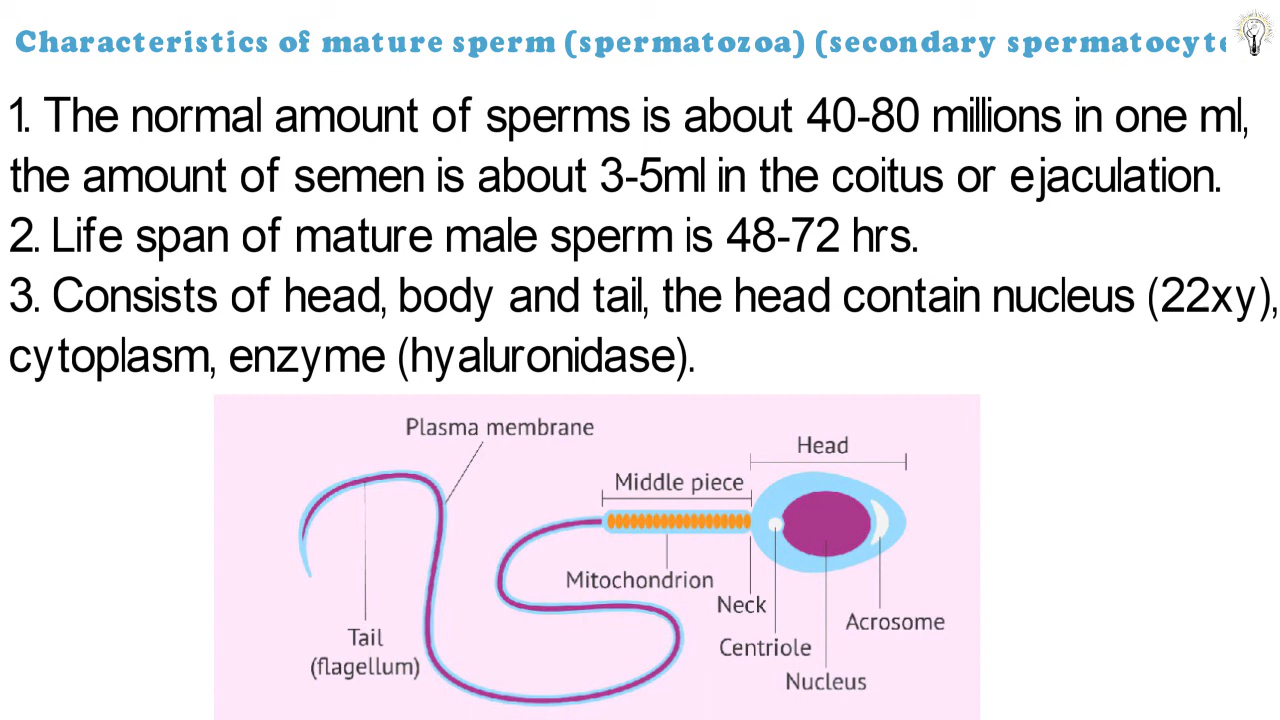 Characteristics of mature sperm (spermatozoa) (secondary spermatocyte
1. The normal amount of sperms is about 40-80 millions in one ml,
the amount of semen is about 3-5ml in the coitus or ejaculation.
2. Life span of mature male sperm is 48-72 hrs.
3. Consists of head, body and tail, the head contain nucleus (22xy),
cytoplasm, enzyme (hyaluronidase).
Plasma membrane
Head
Middle piece
Mitochondrion
Neck
Acrosome
Tail
(flagellum)
Centriole
Nucleus